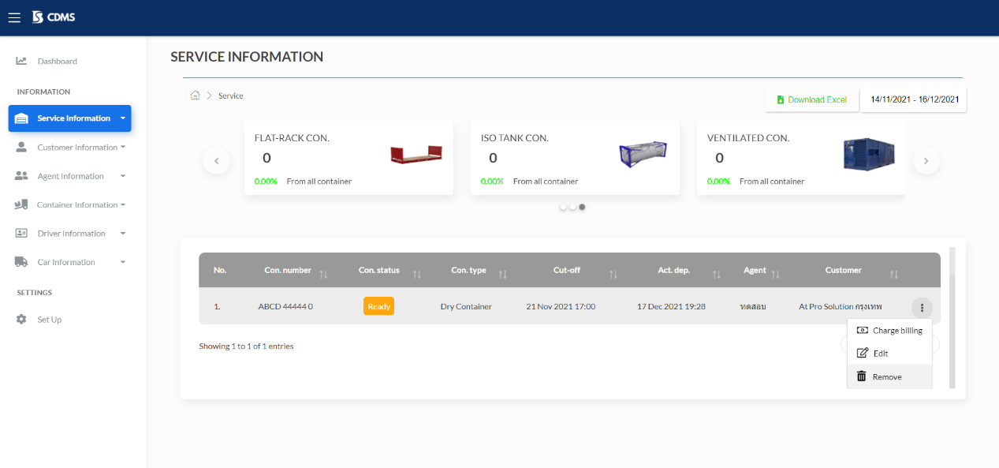 CDMS
SERVICE INFORMATION
Dashboard
INFORMATION
Service Information
Customer Information
Agent Information
Container Information
Driver Information
Car Information
SETTINGS
Set Up
Service
Download Excel
14/11/2021 - 16/12/2021
FLAT-RACK CON.
0
0.00% From all container
ISO TANK CON.
0
0.00% From all container
VENTILATED CON.
0
0.00% From all container
No. Con. number Con. status Con. type Cut-off Act. dep. Agent Customer
1. ABCD 44444 0 Ready Dry Container 21 Nov 2021 17:00 17 Dec 2021 19:28 ทดสอบ At Pro Solution กรุงเทพ
Showing 1 to 1 of 1 entries
Charge billing
Edit
Remove